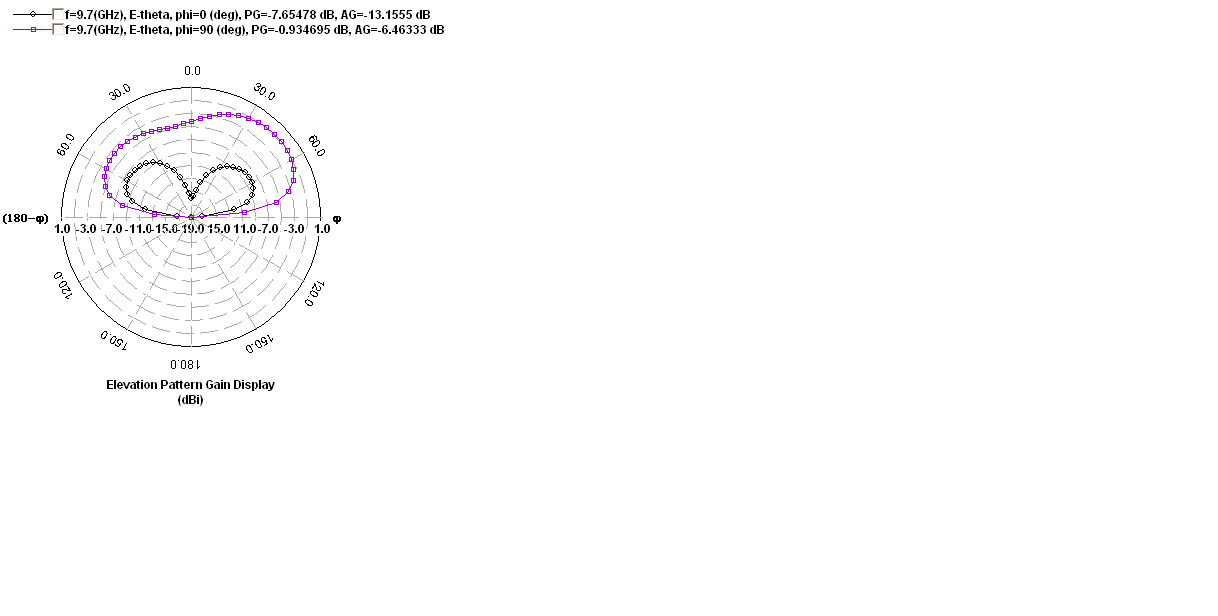 f=9.7(GHz), E-theta, phi=0 (deg), PG=-7.65478 dB, AG=-13.1555 dB
f=9.7(GHz), E-theta, phi=90 (deg), PG=-0.934695 dB, AG=-6.46333 dB
0.0
30.0 30.0
60.0 60.0
(180-φ) φ
1.0 -3.0 -7.0 -11.0 -15.0 -19.0 15.0 11.0 -7.0 -3.0 1.0
120.0 120.0
150.0 150.0
180.0
Elevation Pattern Gain Display
(dBi)